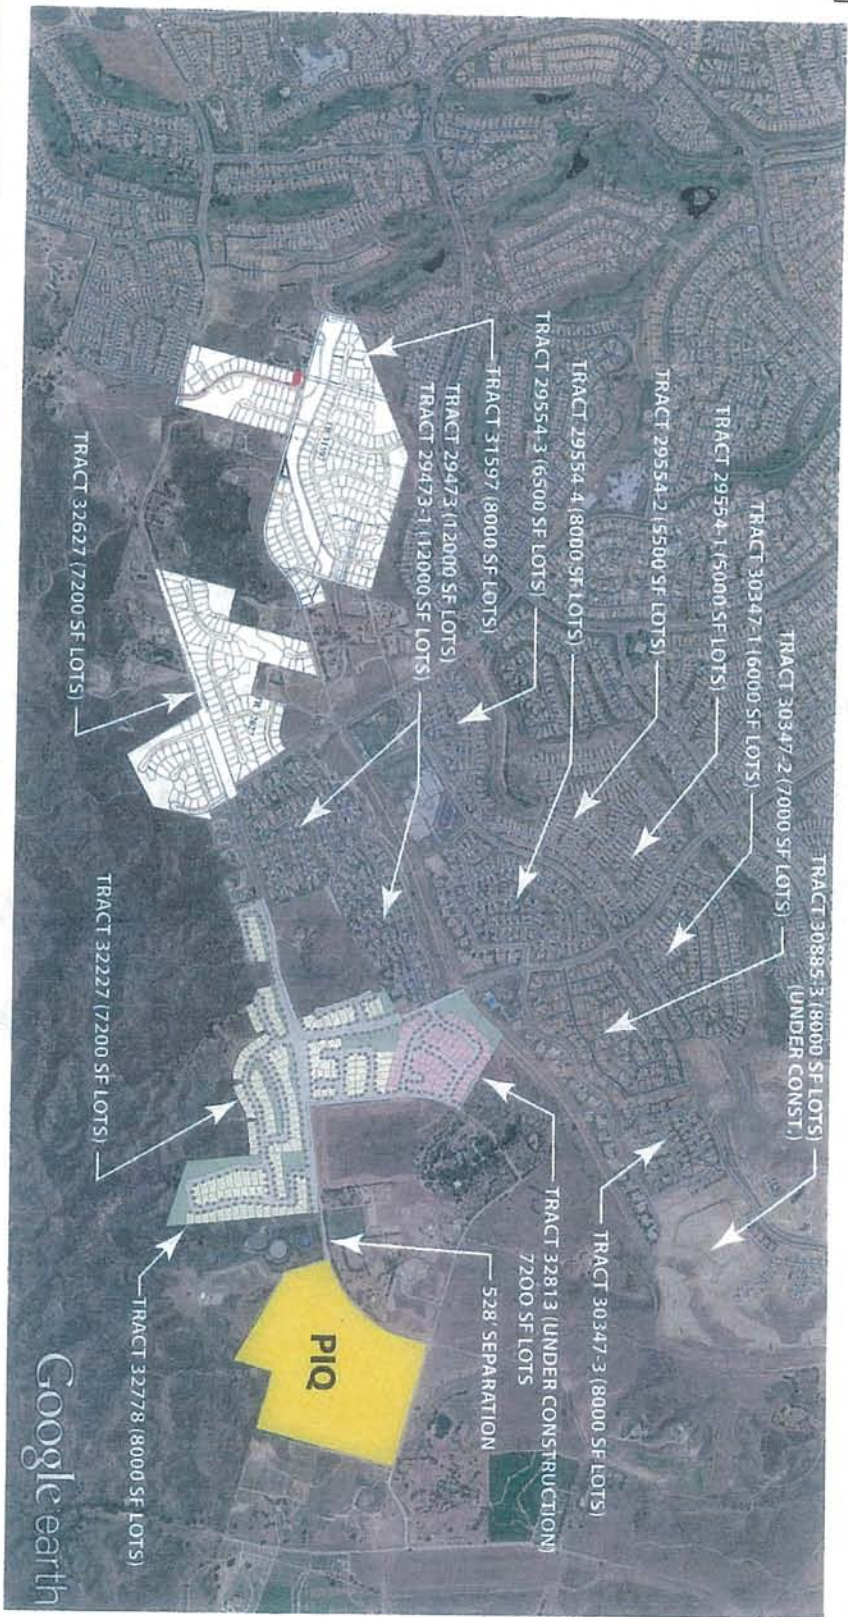 TRACT 30885-3 (8000 SF LOTS)
(UNDER CONST.)
TRACT 30347-2 (7000 SF LOTS)
TRACT 30347-1 (6000 SF LOTS)
TRACT 29554-1 (5000 SF LOTS)
TRACT 29554-2 (5500 SF LOTS)
TRACT 29554-4 (8000 SF LOTS)
TRACT 29554-3 (6500 SF LOTS)
TRACT 31597 (8000 SF LOTS)
TRACT 29473 (12000 SF LOTS)
TRACT 29473-1 (12000 SF LOTS)
TRACT 30347-3 (8000 SF LOTS)
TRACT 32813 (UNDER CONSTRUCTION)
7200 SF LOTS
528' SEPARATION
PIQ
TRACT 32627 (7200 SF LOTS)
TRACT 32227 (7200 SF LOTS)
TRACT 32778 (8000 SF LOTS)
Google earth